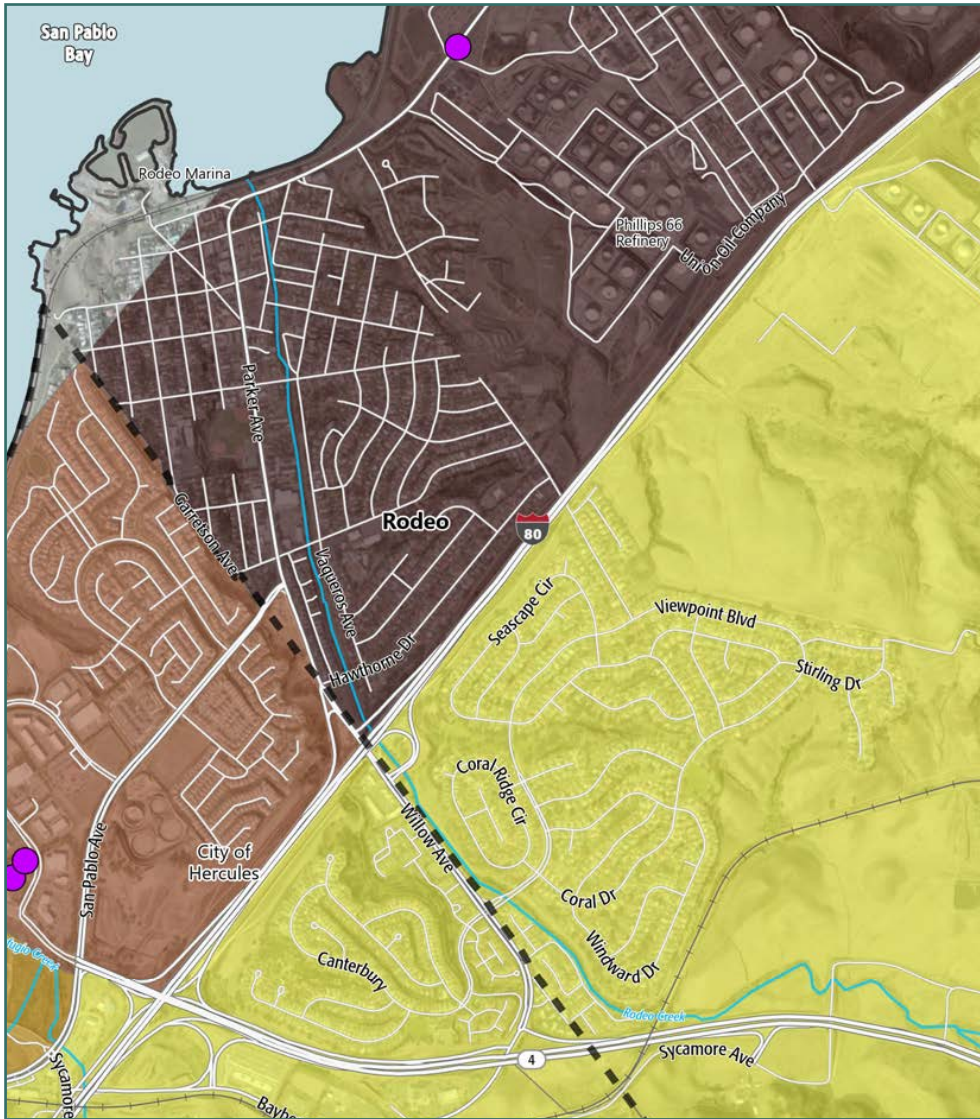 San Pablo
Bay
Rodeo Marina
Phillips 66
Refinery
Union Oil Company
Parker Ave
Garretson Ave
Rodeo
80
Vaqueros Ave
Seascape Cir
Viewpoint Blvd
Hawthorne Dr
Stirling Dr
Coral Ridge Cir
Willow Ave
City of
Hercules
San Pablo Ave
Coral Dr
Canterbury
Windward Dr
Rodeo Creek
4
Sycamore Ave
Sycamore